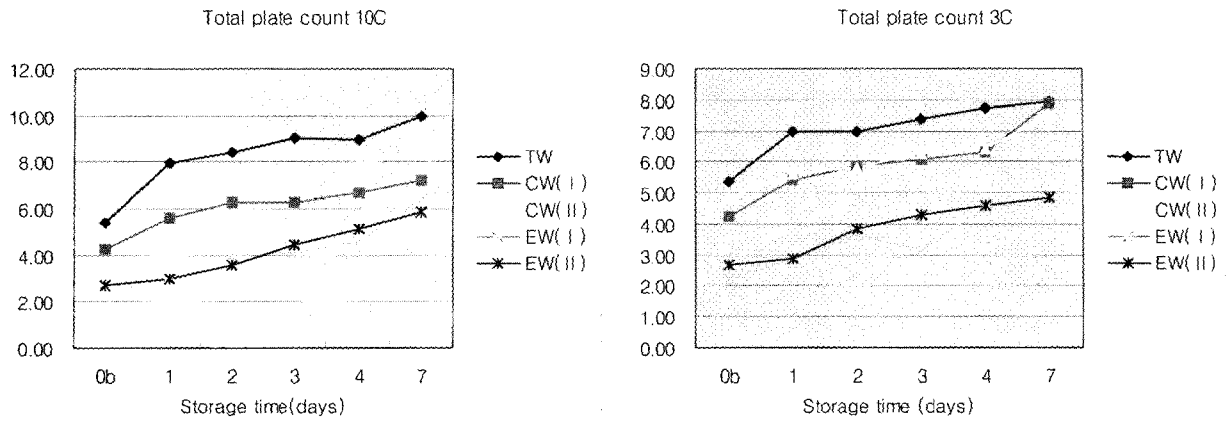 Total plate count 10C
12.00
10.00
8.00
6.00
4.00
2.00
0.00
0b 1 2 3 4 7
Storage time(days)
TW
CW(Ⅰ)
CW(Ⅱ)
EW(Ⅰ)
EW(Ⅱ)
Total plate count 3C
9.00
8.00
7.00
6.00
5.00
4.00
3.00
2.00
1.00
0.00
0b 1 2 3 4 7
Storage time (days)
TW
CW(Ⅰ)
CW(Ⅱ)
EW(Ⅰ)
EW(Ⅱ)